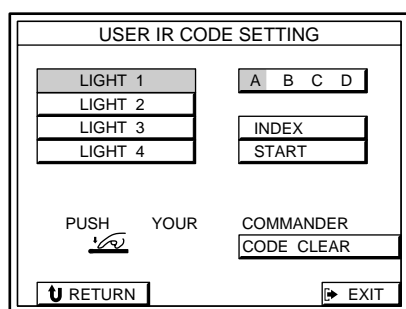 USER IR CODE SETTING
LIGHT 1
LIGHT 2
LIGHT 3
LIGHT 4
A B C D
INDEX
START
PUSH YOUR COMMANDER
CODE CLEAR
RETURN
EXIT